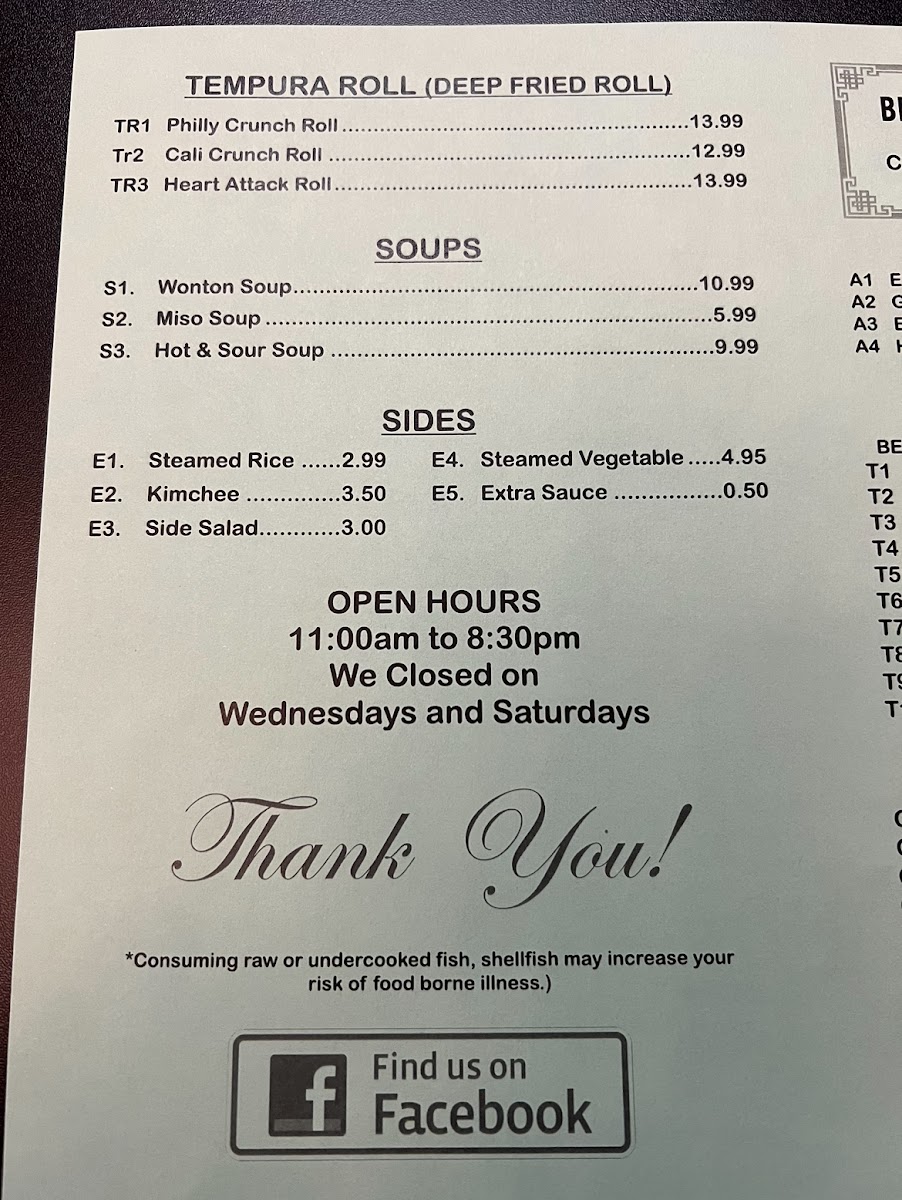 TEMPURA ROLL (DEEP FRIED ROLL)
TR1 Philly Crunch Roll.....................................................13.99
Tr2 Cali Crunch Roll .......................................................12.99
TR3 Heart Attack Roll......................................................13.99
SOUPS
S1. Wonton Soup..............................................................10.99
S2. Miso Soup ....................................................................5.99
S3. Hot & Sour Soup ..........................................................9.99
SIDES
E1. Steamed Rice ......2.99 E4. Steamed Vegetable.....4.95
E2. Kimchee .............3.50 E5. Extra Sauce ................0.50
E3. Side Salad............3.00
OPEN HOURS
11:00am to 8:30pm
We Closed on
Wednesdays and Saturdays
Thank You!
*Consuming raw or undercooked fish, shellfish may increase your
risk of food borne illness.)
f Find us on
Facebook
A1
A2
A3
A4
BE
T1
T2
T3
T4
T5
T6
T7
T8